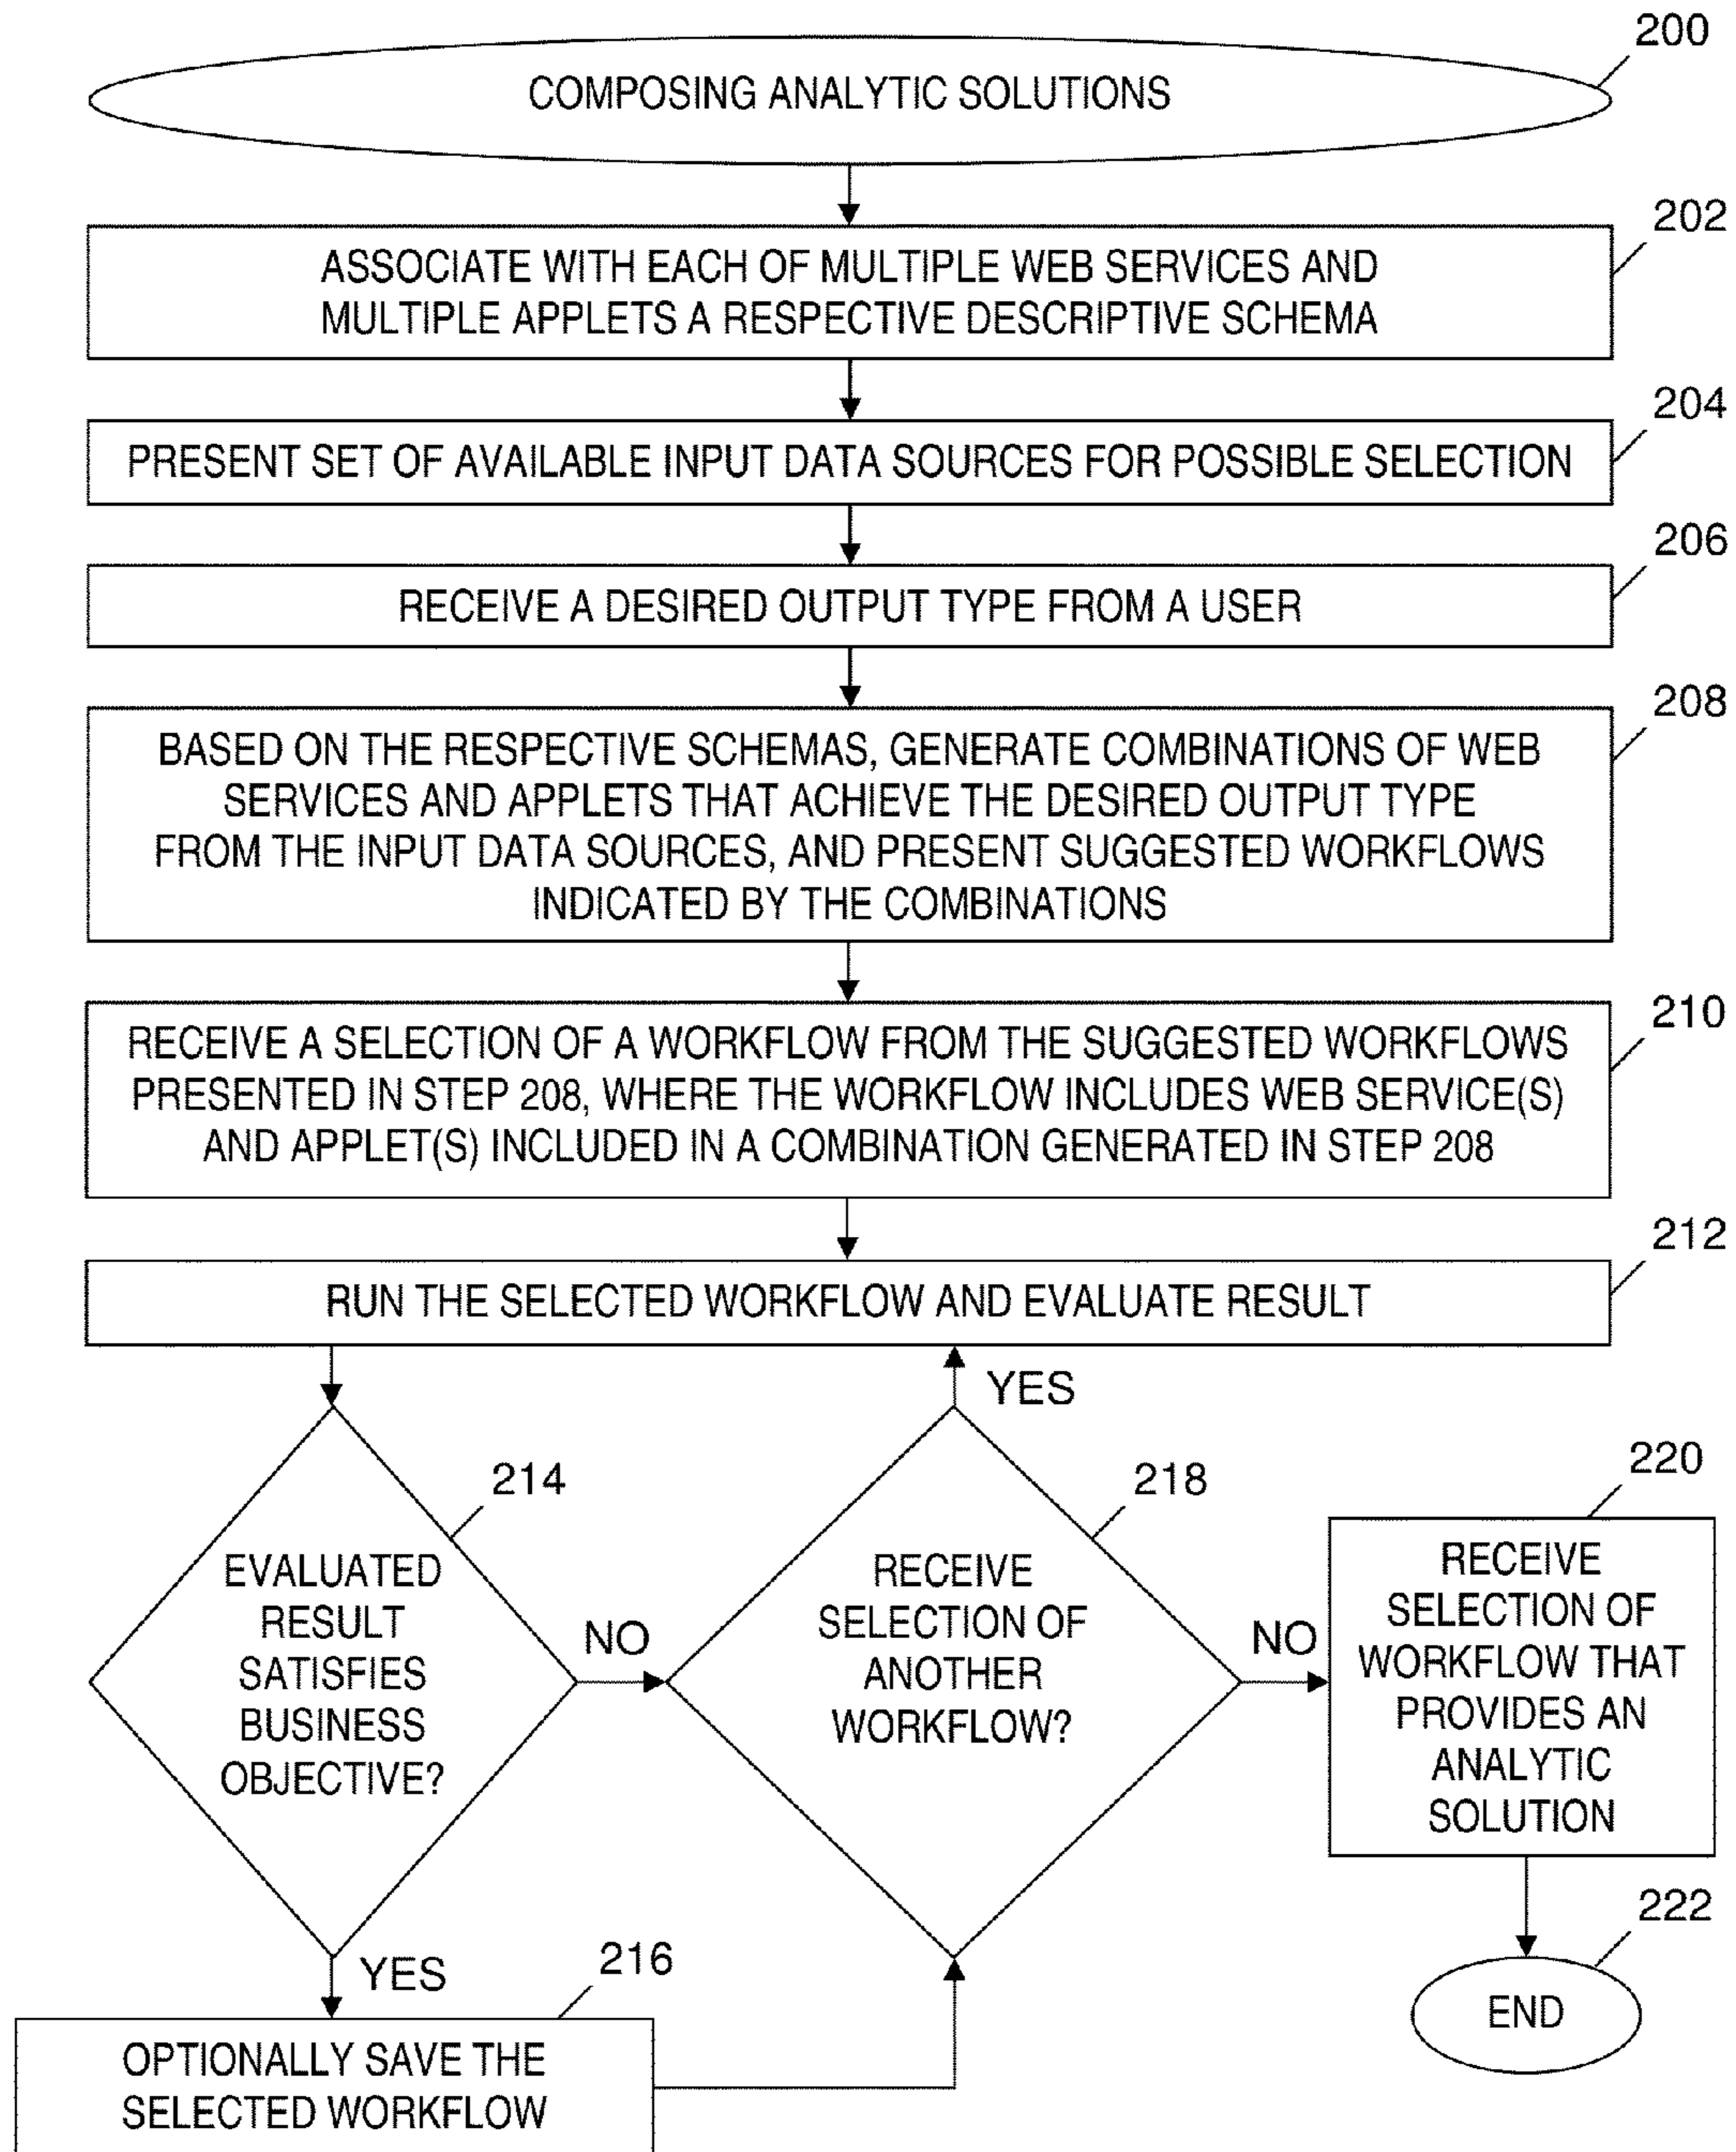 200
COMPOSING ANALYTIC SOLUTIONS
202
ASSOCIATE WITH EACH OF MULTIPLE WEB SERVICES AND
MULTIPLE APPLETS A RESPECTIVE DESCRIPTIVE SCHEMA
204
PRESENT SET OF AVAILABLE INPUT DATA SOURCES FOR POSSIBLE SELECTION
206
RECEIVE A DESIRED OUTPUT TYPE FROM A USER
208
BASED ON THE RESPECTIVE SCHEMAS, GENERATE COMBINATIONS OF WEB
SERVICES AND APPLETS THAT ACHIEVE THE DESIRED OUTPUT TYPE
FROM THE INPUT DATA SOURCES, AND PRESENT SUGGESTED WORKFLOWS
INDICATED BY THE COMBINATIONS
210
RECEIVE A SELECTION OF A WORKFLOW FROM THE SUGGESTED WORKFLOWS
PRESENTED IN STEP 208, WHERE THE WORKFLOW INCLUDES WEB SERVICE(S)
AND APPLET(S) INCLUDED IN A COMBINATION GENERATED IN STEP 208
212
RUN THE SELECTED WORKFLOW AND EVALUATE RESULT
214
EVALUATED
RESULT
SATISFIES
BUSINESS
OBJECTIVE?
NO
YES
216
OPTIONALLY SAVE THE
SELECTED WORKFLOW
YES
218
RECEIVE
SELECTION OF
ANOTHER
WORKFLOW?
NO
220
RECEIVE
SELECTION OF
WORKFLOW THAT
PROVIDES AN
ANALYTIC
SOLUTION
222
END